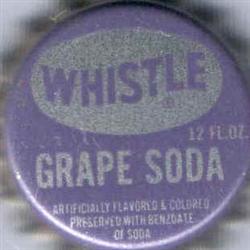 WHISTLE
®
12 FL.OZ.
GRAPE SODA
ARTIFICIALLY FLAVORED & COLORED
PRESERVED WITH BENZOATE
OF SODA